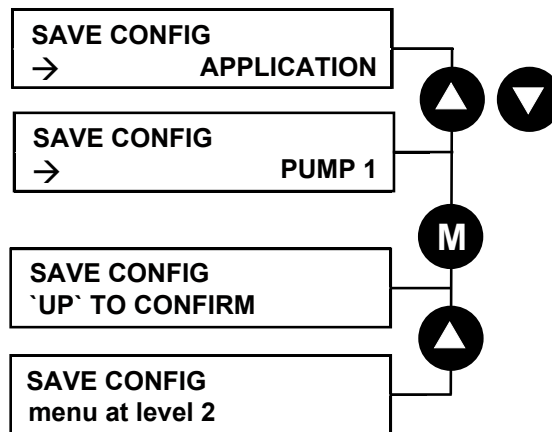 SAVE CONFIG
→ APPLICATION
SAVE CONFIG
→ PUMP 1
M
SAVE CONFIG
`UP` TO CONFIRM
SAVE CONFIG
menu at level 2